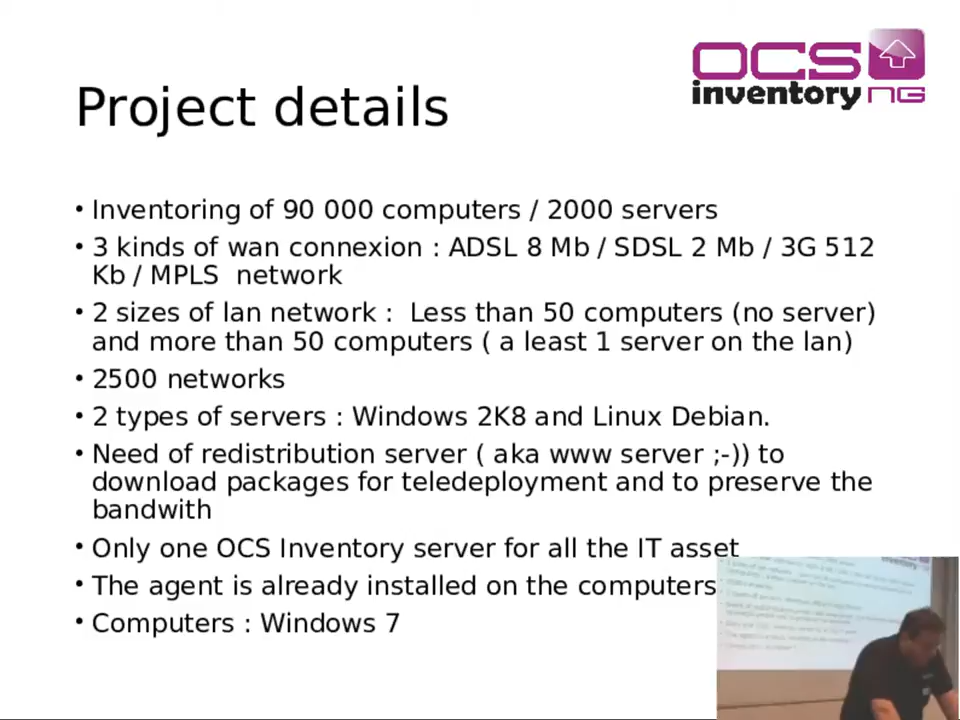 OCS
inventory NG
Project details
• Inventoring of 90 000 computers / 2000 servers
• 3 kinds of wan connexion : ADSL 8 Mb / SDSL 2 Mb / 3G 512
Kb / MPLS  network
• 2 sizes of lan network :  Less than 50 computers (no server)
and more than 50 computers ( a least 1 server on the lan)
• 2500 networks
• 2 types of servers : Windows 2K8 and Linux Debian.
• Need of redistribution server ( aka www server ;-)) to
download packages for teledeployment and to preserve the
bandwith
• Only one OCS Inventory server for all the IT asset
• The agent is already installed on the computers
• Computers : Windows 7